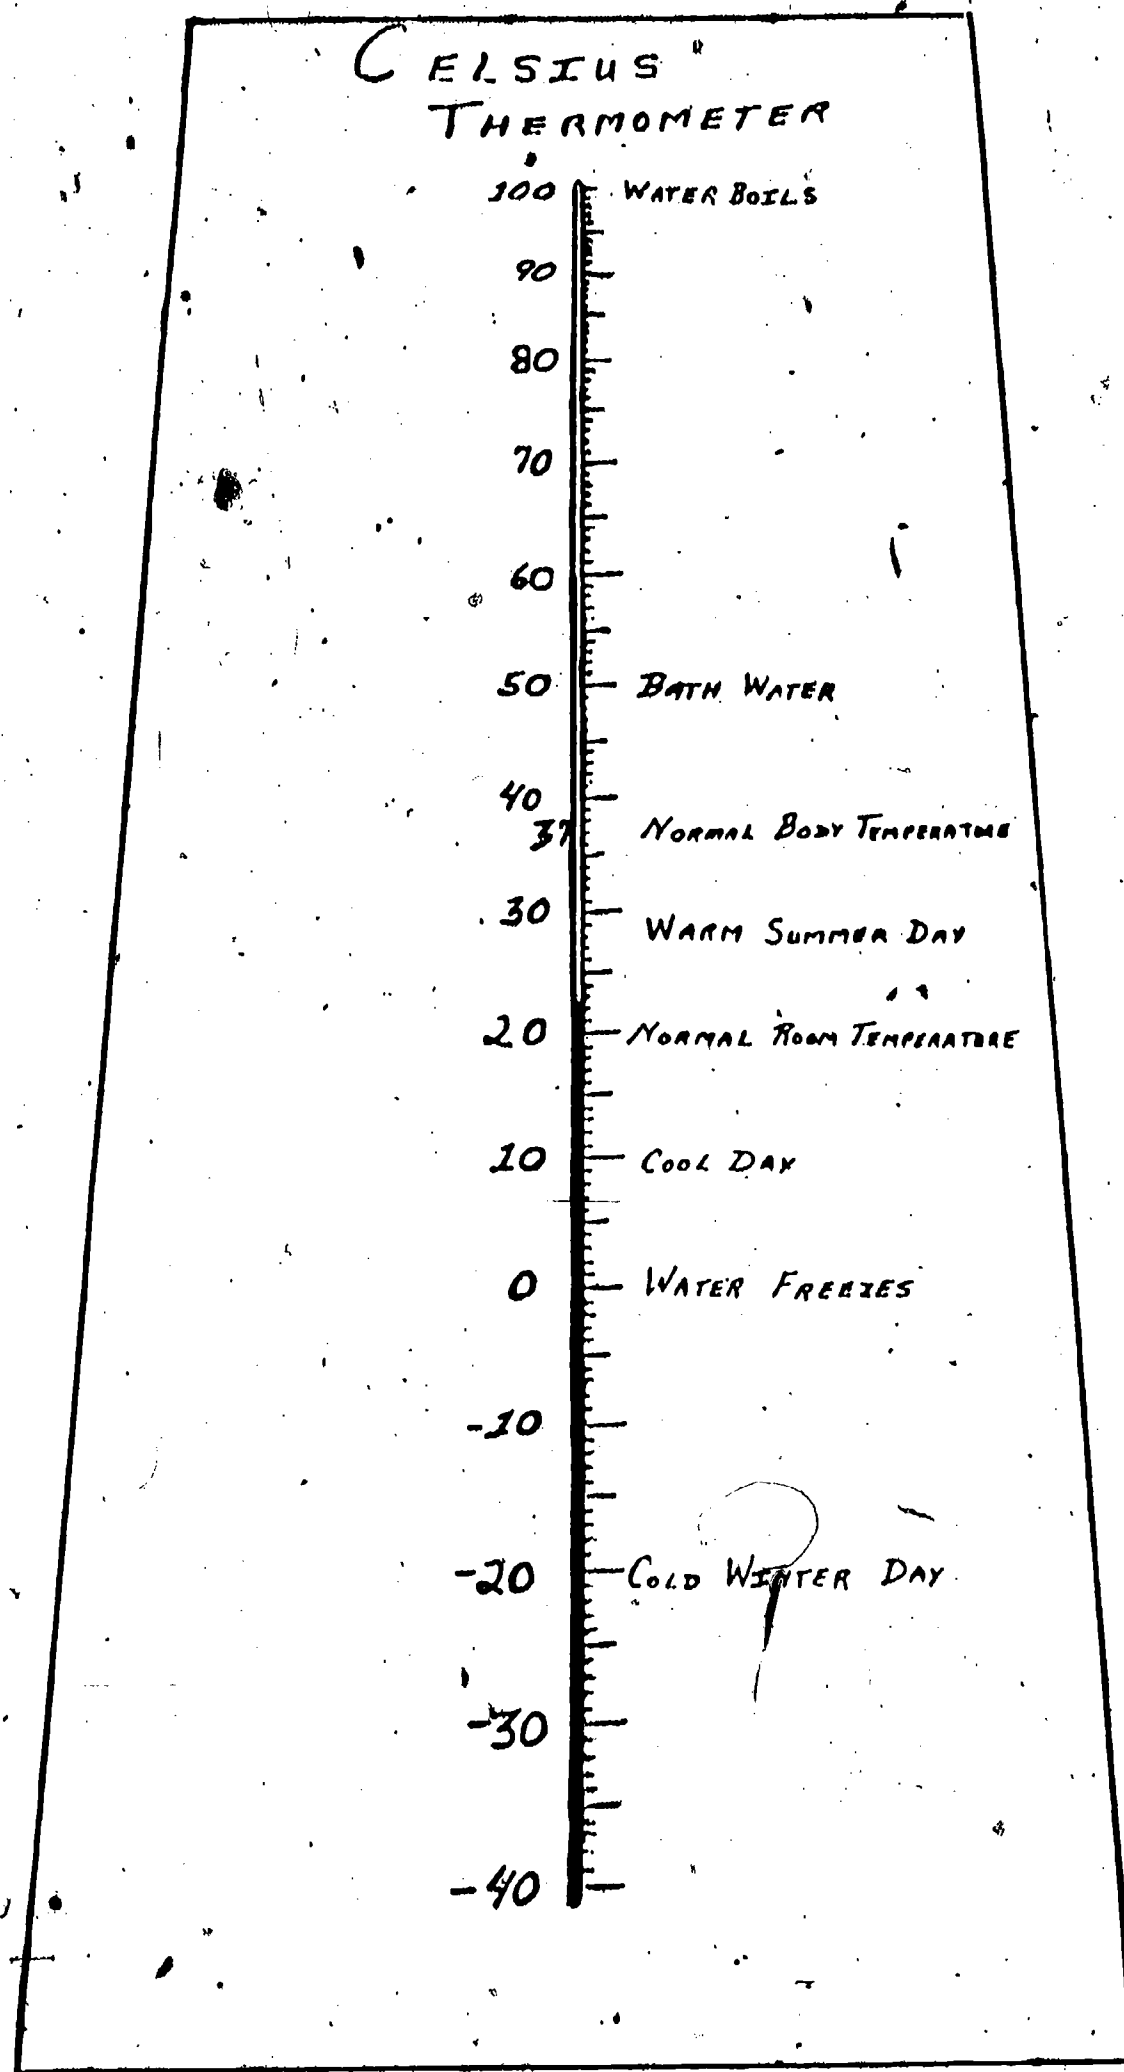 CELSIUS
THERMOMETER
100 WATER BOILS
90
80
70
60
50 BATH WATER
40
37 NORMAL BODY TEMPERATURE
30
WARM SUMMER DAY
20 NORMAL ROOM TEMPERATURE
10 COOL DAY
0 WATER FREEZES
-10
-20 COLD WINTER DAY
-30
-40